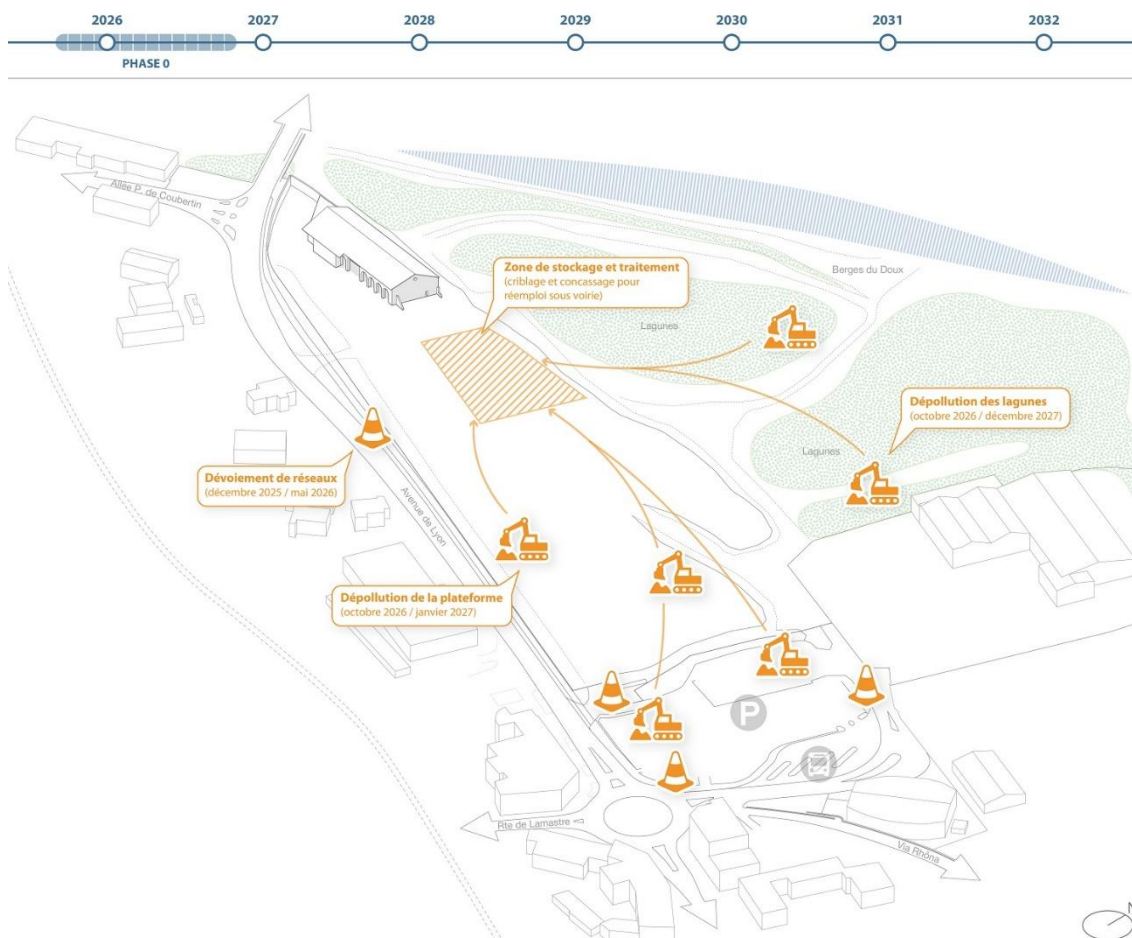 2026 2027 2028 2029 2030 2031 2032
PHASE 0
Allée P. de Coubertin
Zone de stockage et traitement
(criblage et concassage pour
réemploi sous voirie)
Berges du Doux
Lagunes
Dépollution des lagunes
(octobre 2026 / décembre 2027)
Lagunes
Dévoiement de réseaux
(décembre 2025 / mai 2026)
Avenue de Lyon
Dépollution de la plateforme
(octobre 2026 / janvier 2027)
P
Rte de Lamastre
Via Rhôna
N